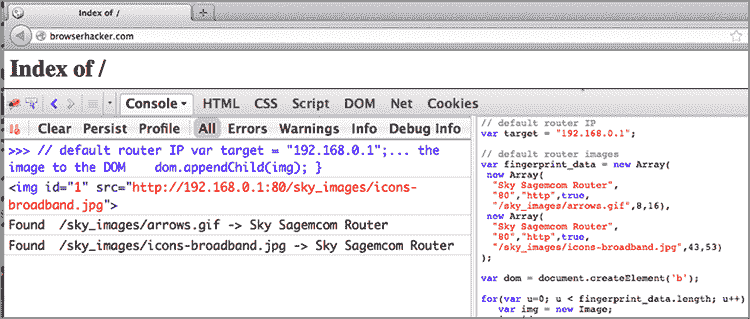 Index of /
browserhacker.com
Index of /
Console HTML CSS Script DOM Net Cookies
Clear Persist Profile All Errors Warnings Info Debug Info
>>> // default router IP var target = "192.168.0.1";... the
image to the DOM    dom.appendChild(img); }
<img id="1" src="http://192.168.0.1:80/sky_images/icons-
broadband.jpg">
Found  /sky_images/arrows.gif -> Sky Sagemcom Router
Found  /sky_images/icons-broadband.jpg -> Sky Sagemcom Router
// default router IP
var target = "192.168.0.1";
// default router images
var fingerprint_data = new Array(
new Array(
"Sky Sagemcom Router",
"80","http",true,
"/sky_images/arrows.gif",8,16),
new Array(
"Sky Sagemcom Router",
"80","http",true,
"/sky_images/icons-broadband.jpg",43,53)
);
var dom = document.createElement('b');
for(var u=0; u < fingerprint_data.length; u++)
var img = new Image;